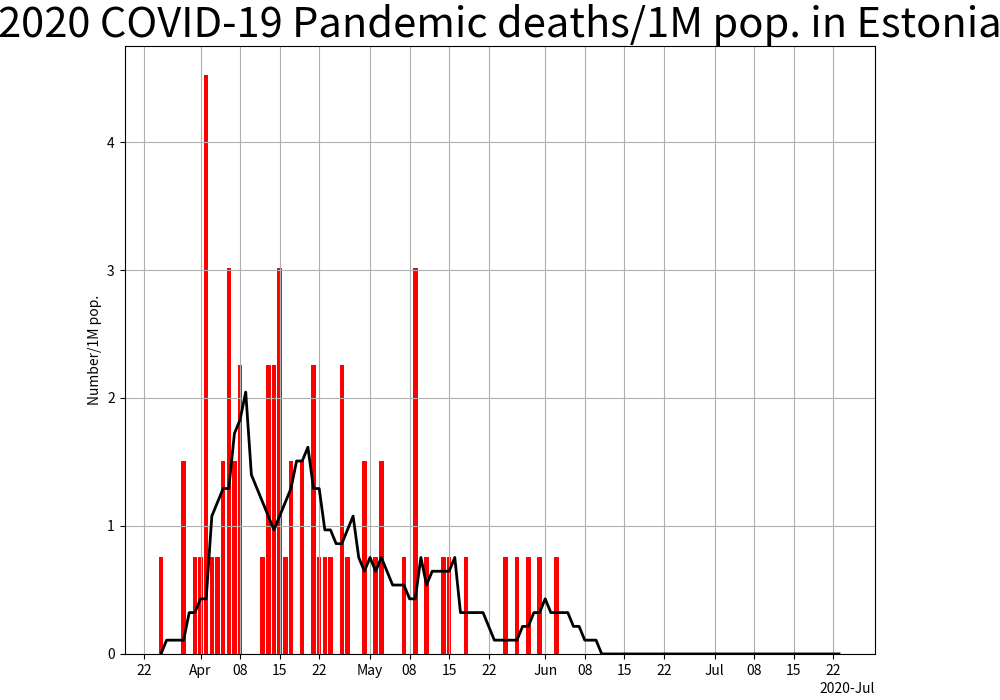 2020 COVID-19 Pandemic deaths/1M pop. in Estonia
Number/1M pop.
4
3
2
1
0
22 Apr 08 15 22 May 08 15 22 Jun 08 15 22 Jul 08 15 22
2020-Jul